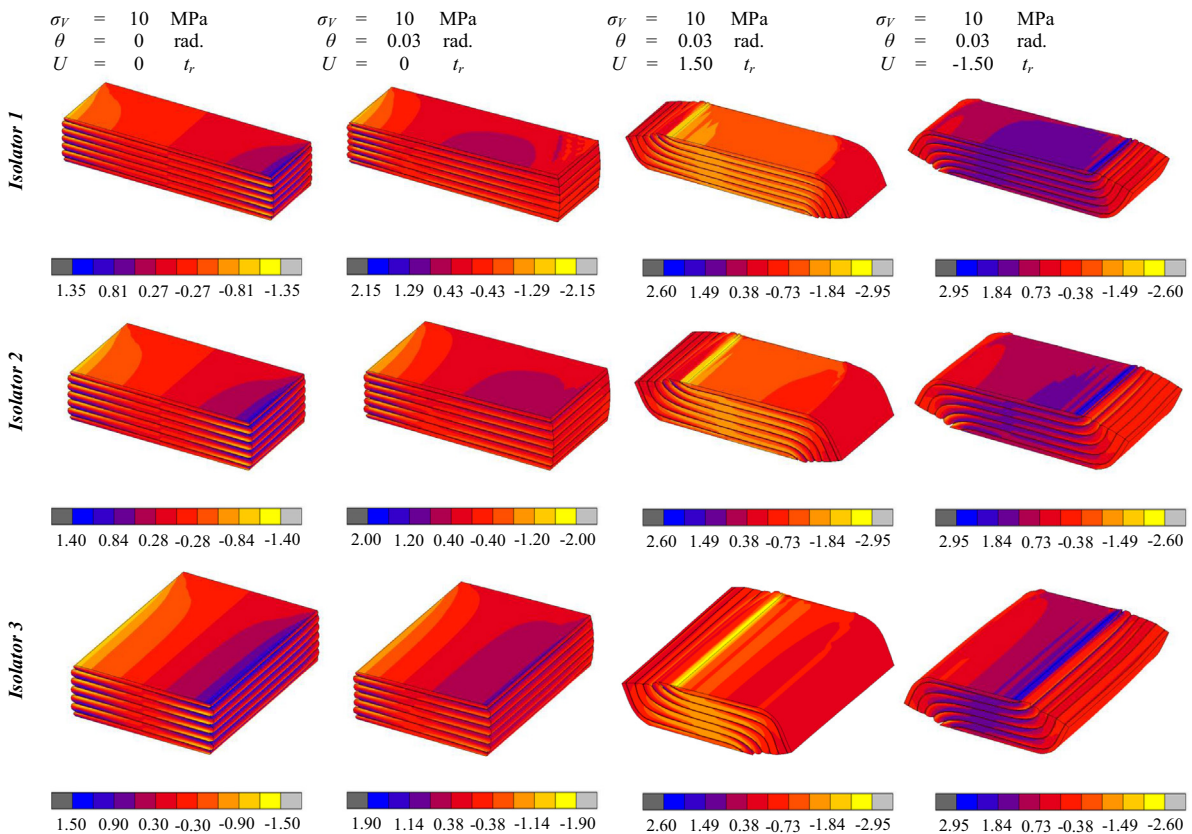 σV = 10 MPa σV = 10 MPa σV = 10 MPa σV = 10 MPa
θ = 0 rad. θ = 0.03 rad. θ = 0.03 rad. θ = 0.03 rad.
U = 0 tr U = 0 tr U = 1.50 tr U = -1.50 tr
Isolator 1
1.35 0.81 0.27 -0.27 -0.81 -1.35 2.15 1.29 0.43 -0.43 -1.29 -2.15 2.60 1.49 0.38 -0.73 -1.84 -2.95 2.95 1.84 0.73 -0.38 -1.49 -2.60
Isolator 2
1.40 0.84 0.28 -0.28 -0.84 -1.40 2.00 1.20 0.40 -0.40 -1.20 -2.00 2.60 1.49 0.38 -0.73 -1.84 -2.95 2.95 1.84 0.73 -0.38 -1.49 -2.60
Isolator 3
1.50 0.90 0.30 -0.30 -0.90 -1.50 1.90 1.14 0.38 -0.38 -1.14 -1.90 2.60 1.49 0.38 -0.73 -1.84 -2.95 2.95 1.84 0.73 -0.38 -1.49 -2.60